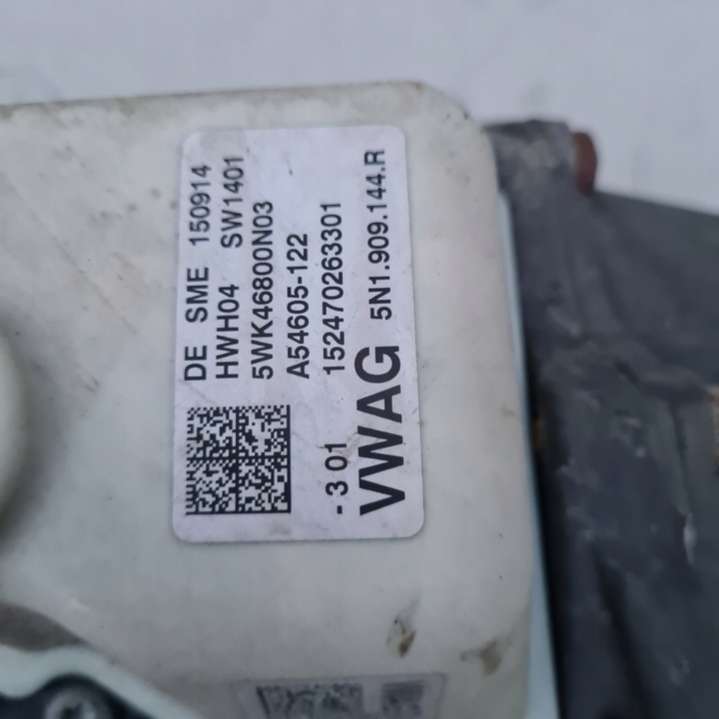 DE SME 150914
HWH04 SW1401
5WK46800N03
A54605-122
152470263301
- 3 01
VWAG 5N1.909.144.R